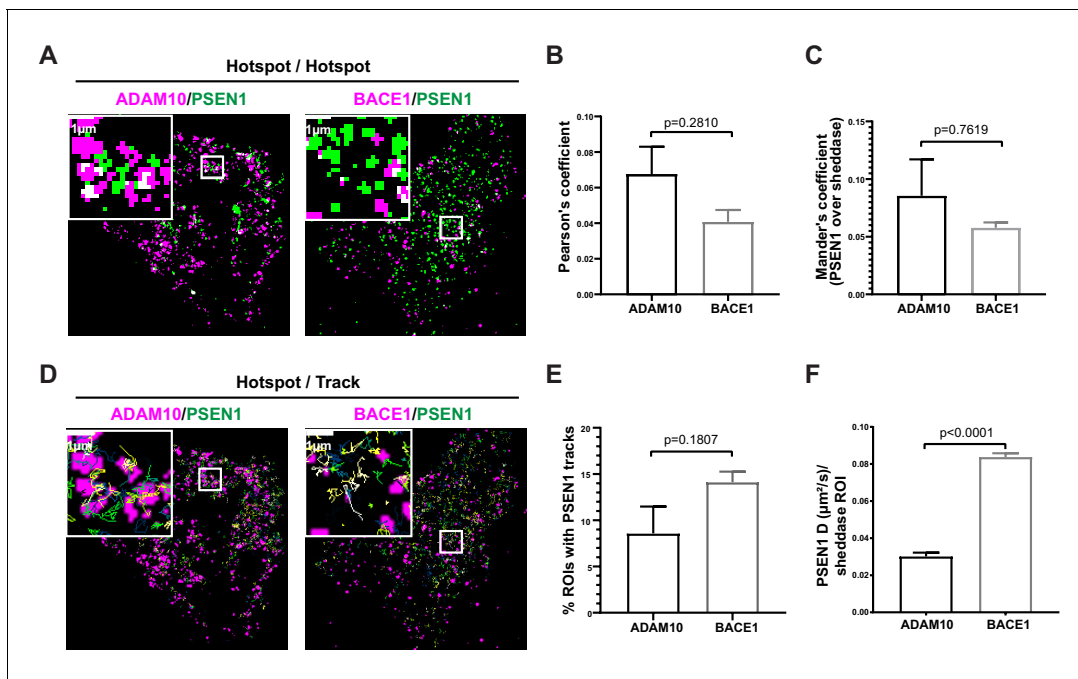 A
Hotspot / Hotspot
ADAM10/PSEN1
BACE1/PSEN1
1µm
1µm
B
Pearson's coefficient
0.10
0.08
0.06
0.04
0.02
0.00
p=0.2810
ADAM10
BACE1
C
Mander's coefficient
(PSEN1 over sheddase)
0.20
0.15
0.10
0.05
0.00
p=0.7619
ADAM10
BACE1
D
Hotspot / Track
ADAM10/PSEN1
BACE1/PSEN1
1µm
1µm
E
% ROIs with PSEN1 tracks
20
15
10
5
0
p=0.1807
ADAM10
BACE1
F
PSEN1 D (µm²/s)/
sheddase ROI
0.10
0.08
0.06
0.04
0.02
0.00
p<0.0001
ADAM10
BACE1